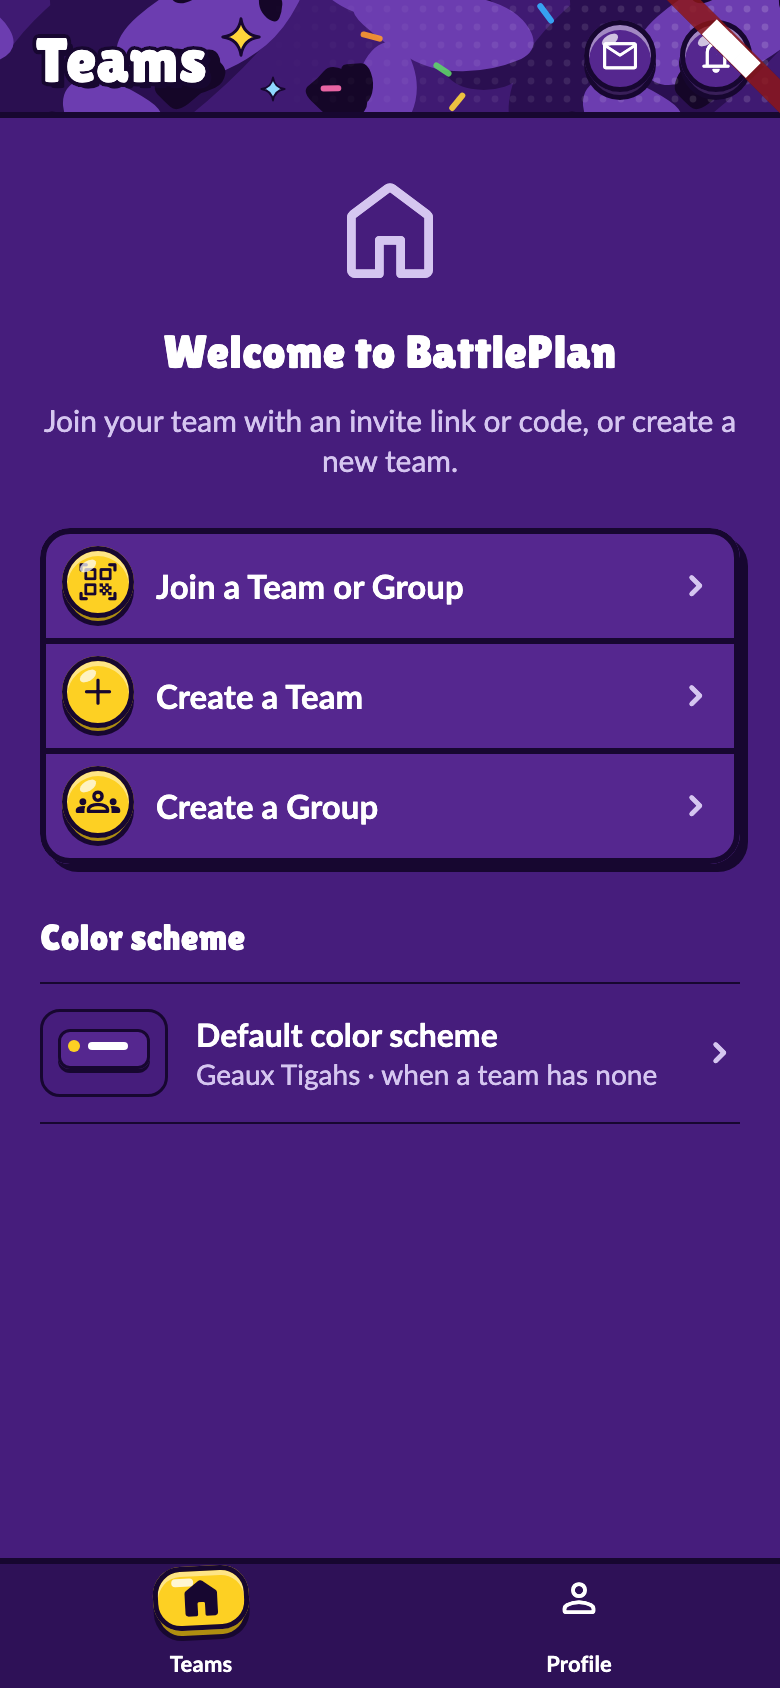 Teams
Welcome to BattlePlan
Join your team with an invite link or code, or create a
new team.
Join a Team or Group
Create a Team
Create a Group
Color scheme
Default color scheme
Geaux Tigahs · when a team has none
Teams
Profile